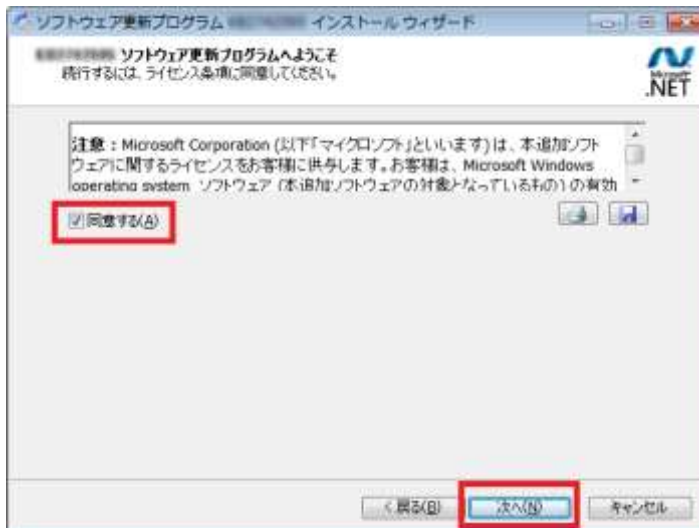 ソフトウェア更新プログラム インストール ウィザード
ソフトウェア更新プログラムへようこそ
続行するには、ライセンス条項に同意してください。
Microsoft
.NET
注意：Microsoft Corporation (以下「マイクロソフト」といいます) は、本追加ソフト
ウェアに関するライセンスをお客様に供与します。お客様は、Microsoft Windows
operating system ソフトウェア (本追加ソフトウェアの対象となっているもの) の有効
同意する(A)
< 戻る(B)
次へ(N)
キャンセル